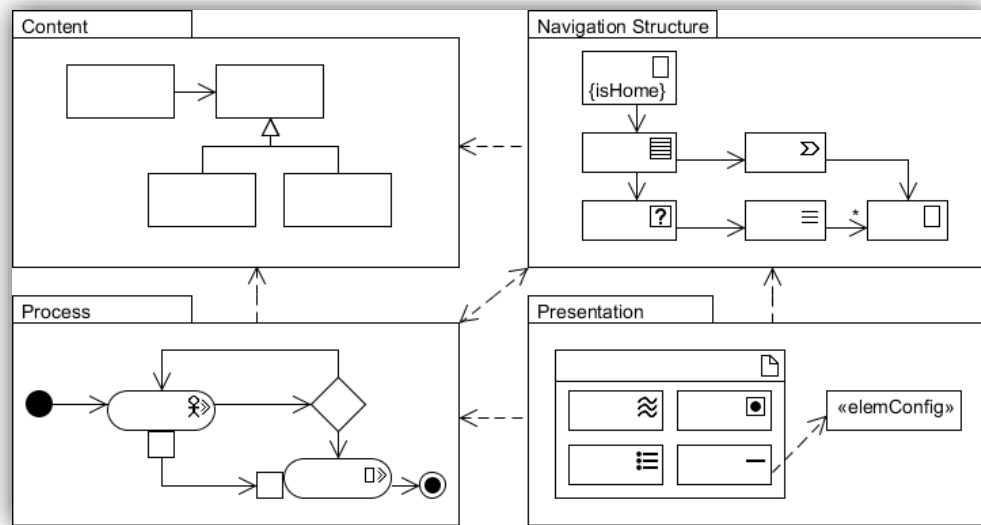 Content
Navigation Structure
{isHome}
?
*
Process
Presentation
«elemConfig»